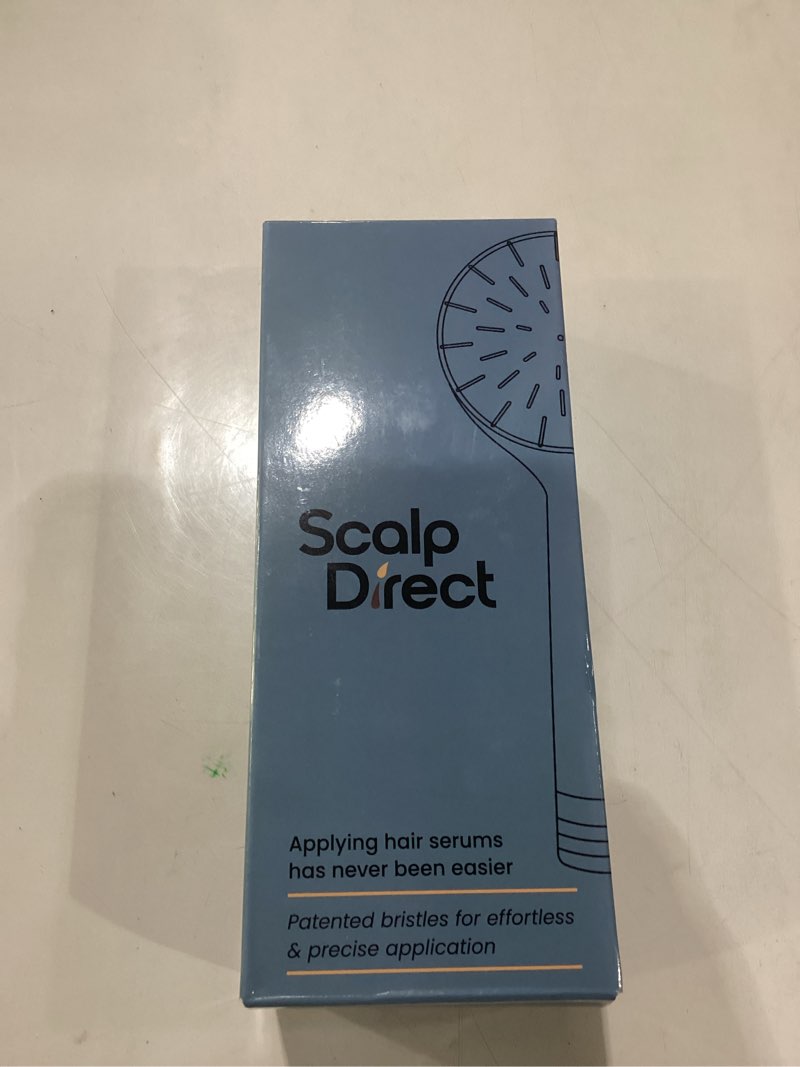 Scalp
Direct
Applying hair serums
has never been easier
Patented bristles for effortless
& precise application